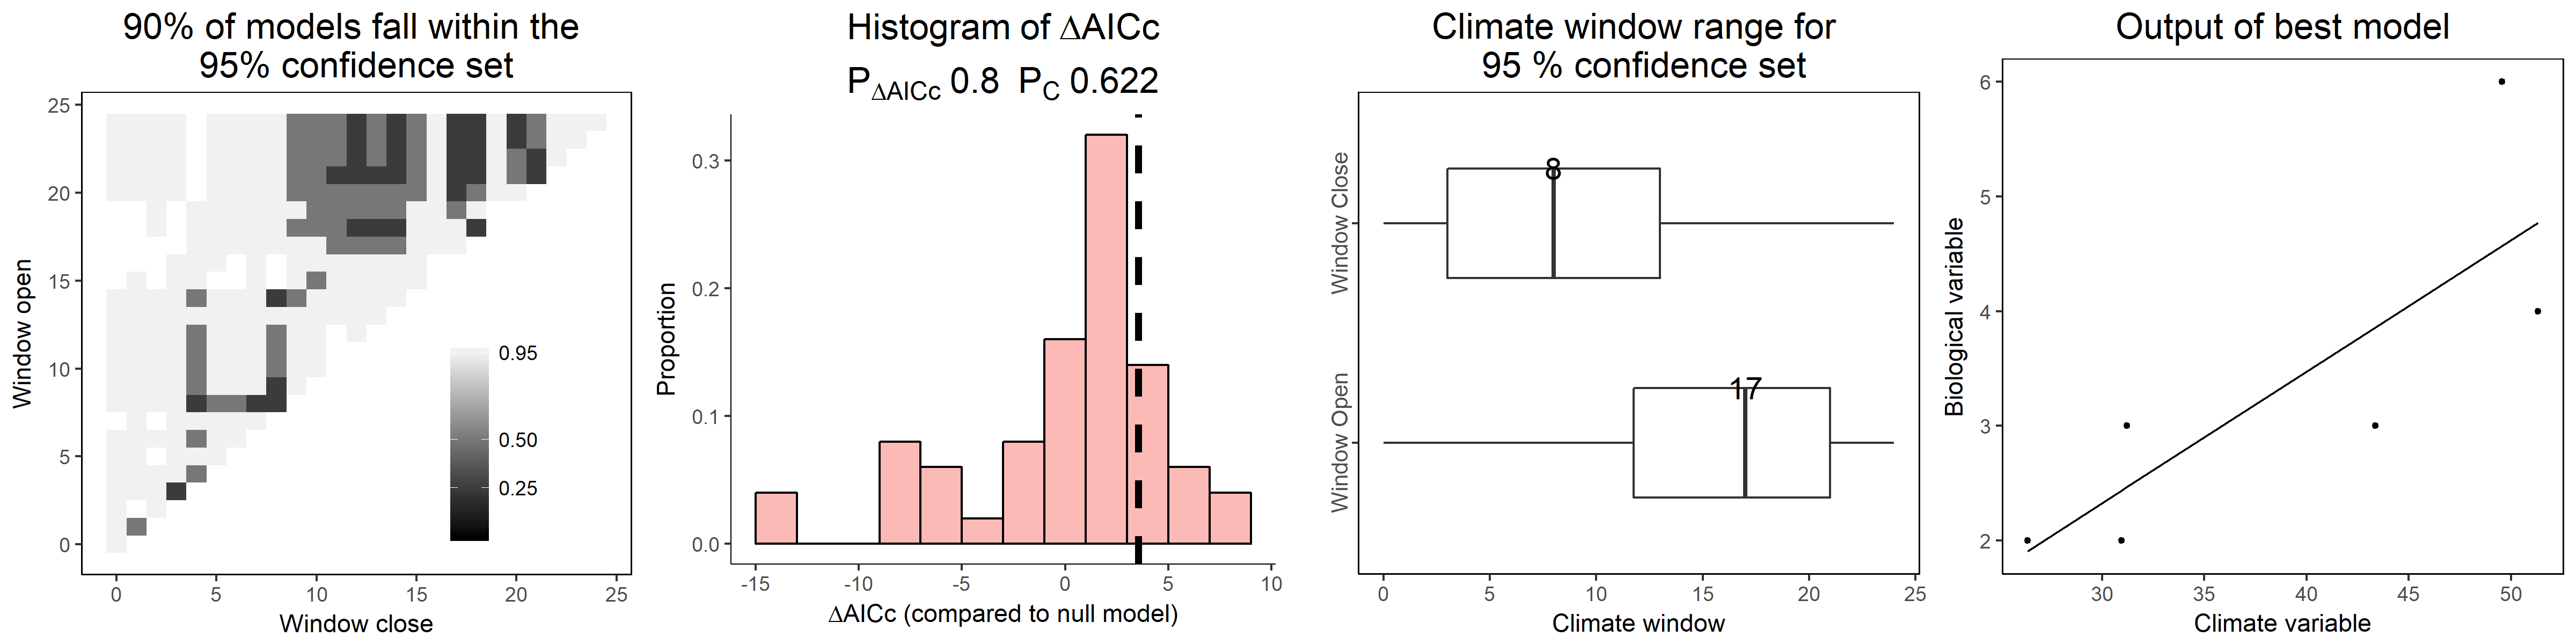 90% of models fall within the
95% confidence set
25
20
15
10
5
0
Window open
0.95
0.50
0.25
0 5 10 15 20 25
Window close
Histogram of ΔAICc
PΔAICc 0.8 PC 0.622
0.3
0.2
0.1
0.0
Proportion
-15 -10 -5 0 5 10
ΔAICc (compared to null model)
Climate window range for
95 % confidence set
Window Close
8
Window Open
17
0 5 10 15 20 25
Climate window
Output of best model
6
5
4
3
2
Biological variable
30 35 40 45 50
Climate variable